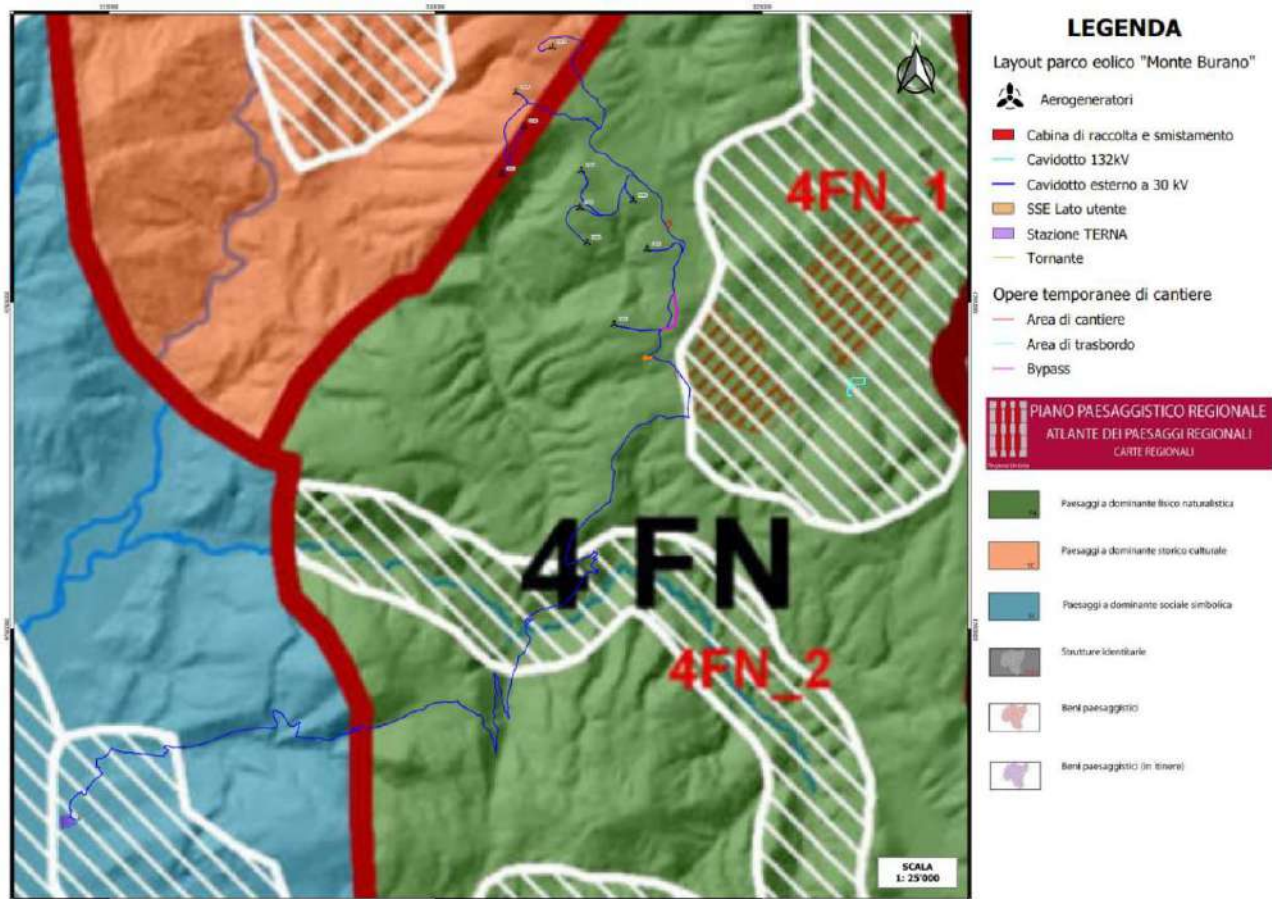 LEGENDA
Layout parco eolico "Monte Burano"
Aerogeneratori
Cabina di raccolta e smistamento
Cavidotto 132kV
Cavidotto esterno a 30 kV
SSE Lato utente
Stazione TERNA
Tornante
Opere temporanee di cantiere
Area di cantiere
Area di trasbordo
Bypass
PIANO PAESAGGISTICO REGIONALE
ATLANTE DEI PAESAGGI REGIONALI
CARTE REGIONALI
Paesaggi a dominante fisico naturalistica
Paesaggi a dominante storico culturale
Paesaggi a dominante sociale simbolica
Strutture identitarie
Beni paesaggistici
Beni paesaggistici (in itinere)
N
4FN_1
4 FN
4FN_2
SCALA
1: 25'000